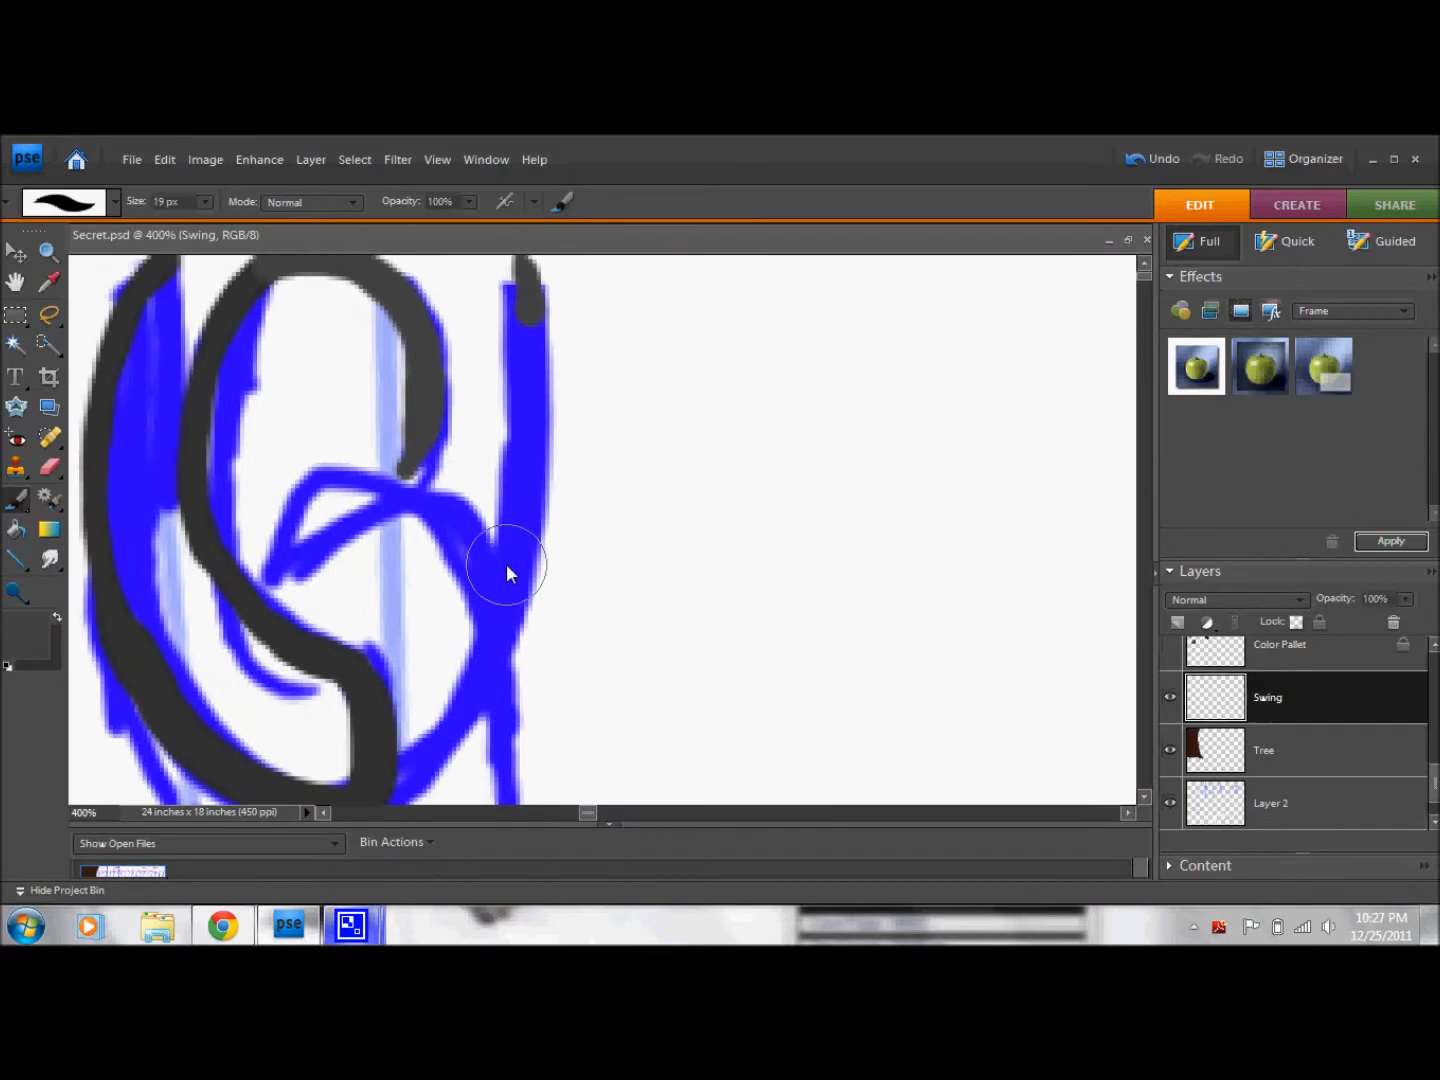 pse File Edit Image Enhance Layer Select Filter View Window Help Undo Redo Organizer
Size: 19 px Mode: Normal Opacity: 100% EDIT CREATE SHARE
Secret.psd @ 400% (Swing, RGB/8)
Full Quick Guided
Effects
Frame
Apply
Layers
Normal Opacity: 100%
Lock:
Color Pallet
Swing
Tree
Layer 2
400% 24 inches x 18 inches (450 ppi)
Show Open Files Bin Actions
Content
Hide Project Bin
pse
10:27 PM
12/25/2011